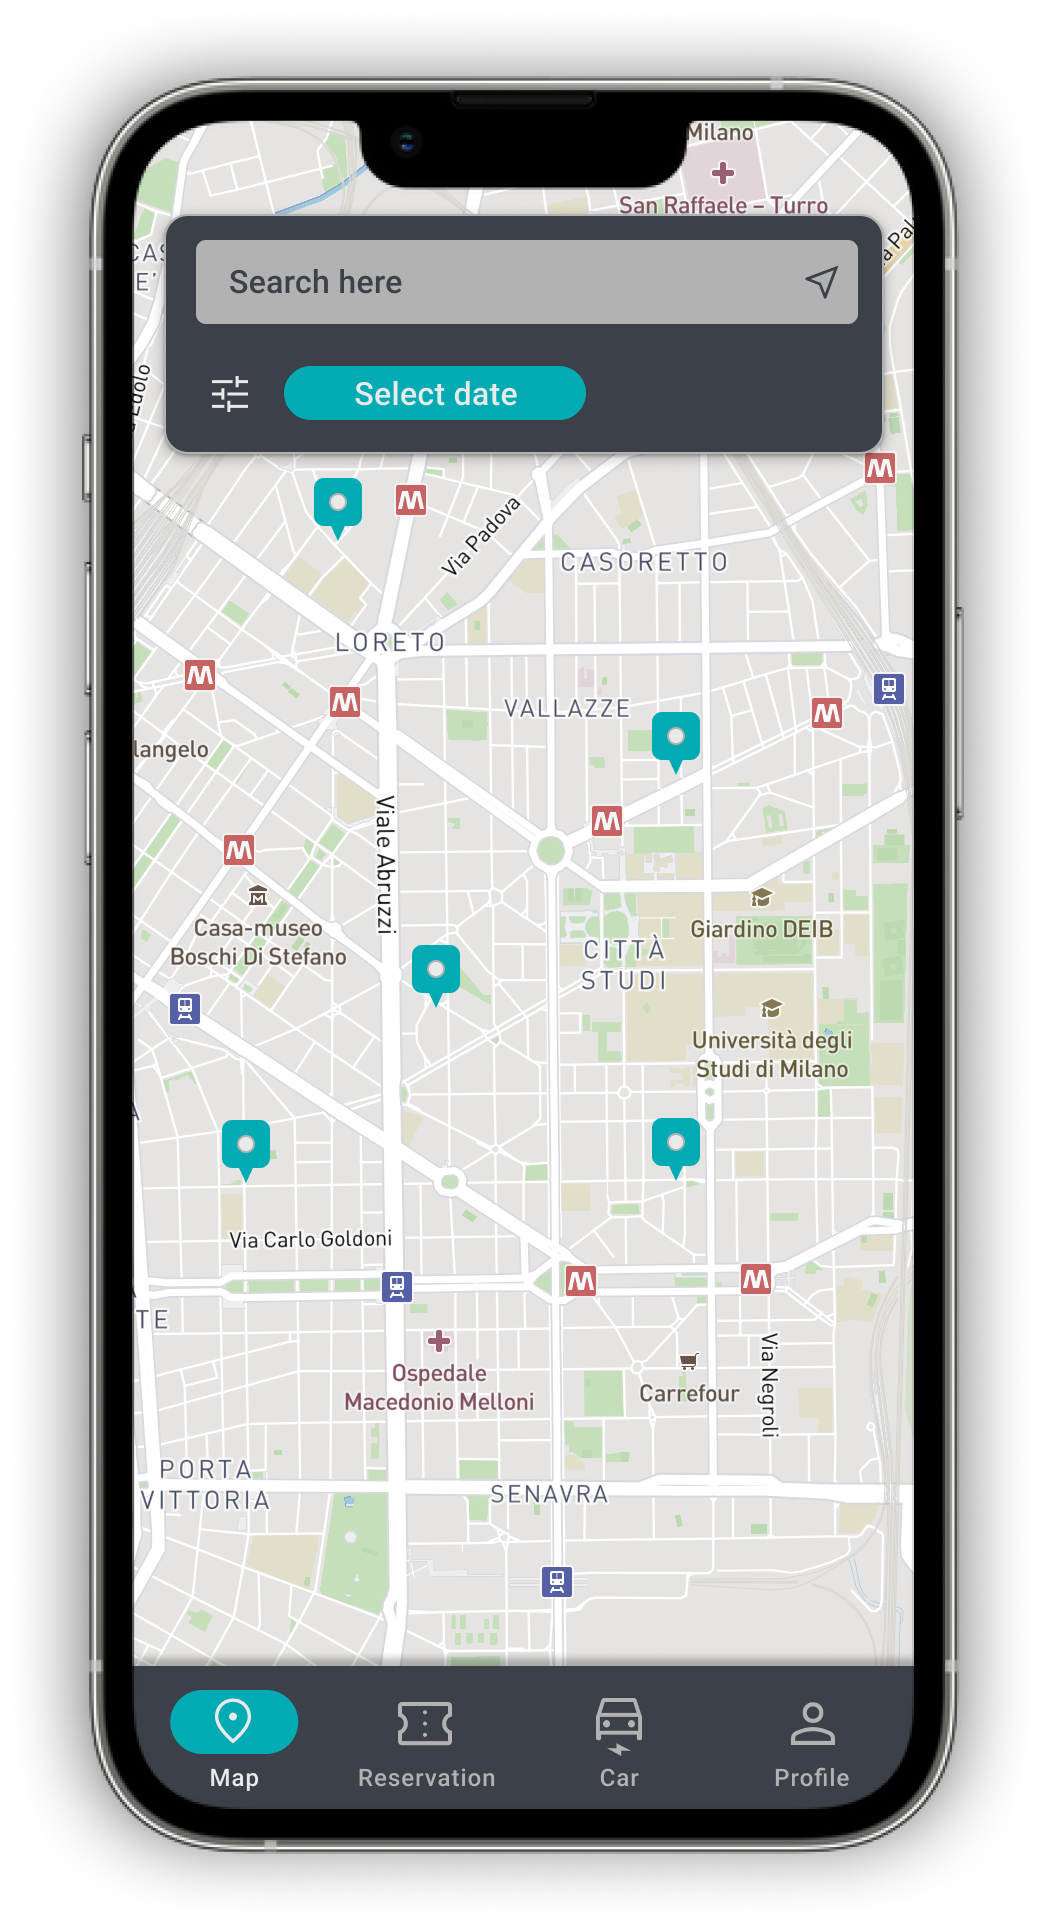 Milano
San Raffaele – Turro
Search here
Select date
Via Padova
CASORETTO
LORETO
VALLAZZE
langelo
Viale Abruzzi
Casa-museo
Boschi Di Stefano
Giardino DEIB
CITTÀ
STUDI
Università degli
Studi di Milano
Via Carlo Goldoni
TE
Ospedale
Macedonio Melloni
Carrefour
Via Negroli
PORTA
VITTORIA
SENAVRA
Map
Reservation
Car
Profile